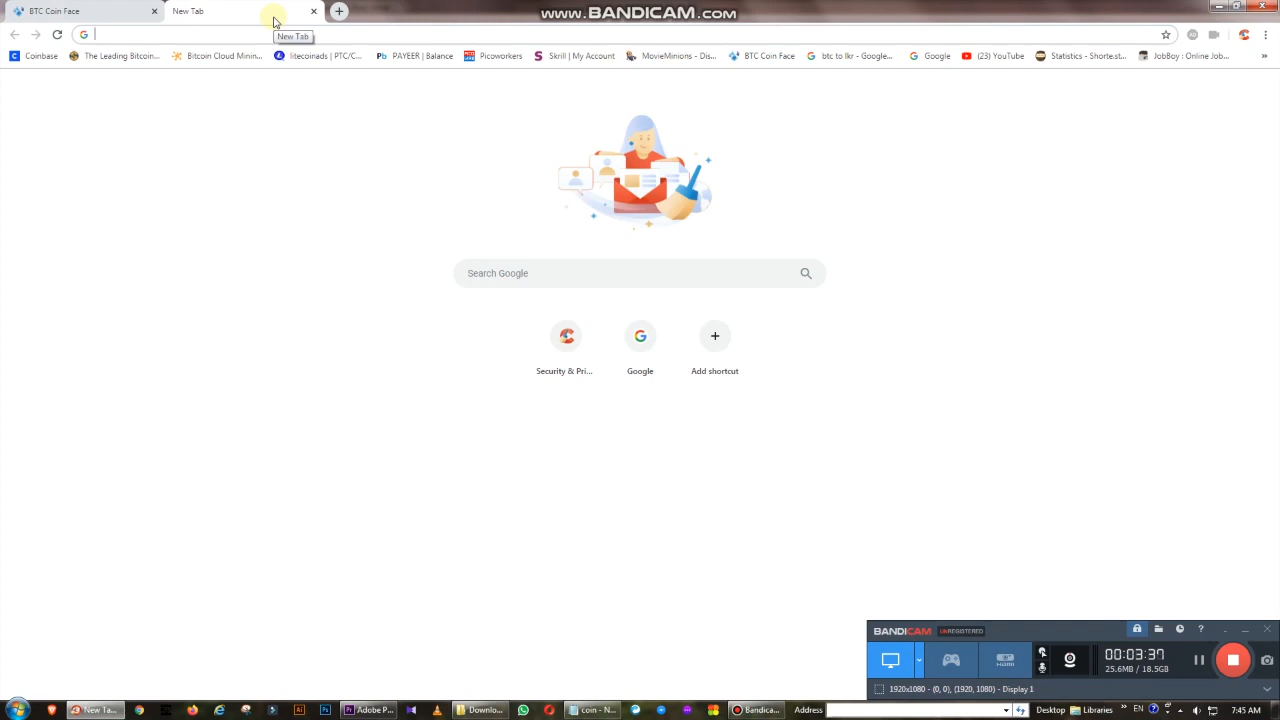 BTC Coin Face
New Tab
www.BANDICAM.com
New Tab
Coinbase
The Leading Bitcoin...
Bitcoin Cloud Minin...
litecoinads | PTC/C...
PAYEER | Balance
Picoworkers
Skrill | My Account
MovieMinions - Dis...
BTC Coin Face
btc to lkr - Google...
Google
(23) YouTube
Statistics - Shorte.st...
JobBoy : Online Job...
Search Google
Security & Pri...
Google
Add shortcut
BANDICAM UNREGISTERED
HDMI
00:03:37
25.6MB / 18.5GB
1920x1080 - (0, 0), (1920, 1080) - Display 1
New Ta...
Adobe P...
Downlo...
coin - N...
Bandica...
Address
Desktop
Libraries
EN
7:45 AM